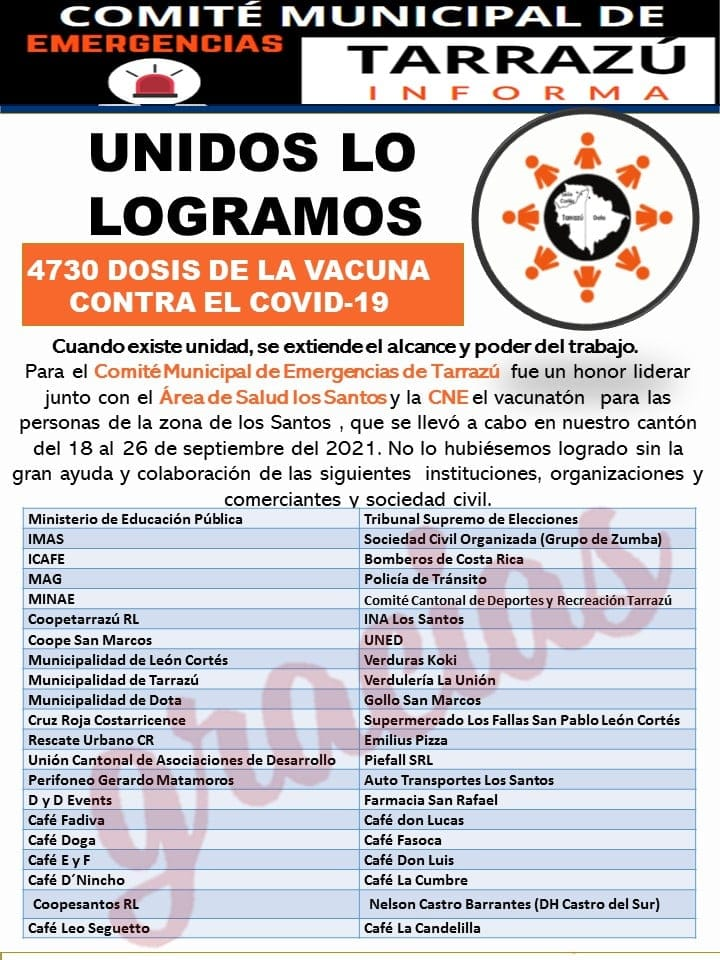 COMITÉ MUNICIPAL DE
EMERGENCIAS
TARRAZÚ
INFORMA
UNIDOS LO
LOGRAMOS
4730 DOSIS DE LA VACUNA
CONTRA EL COVID-19
León Cortés
Tarrazú Dota
Cuando existe unidad, se extiende el alcance y poder del trabajo.
Para el Comité Municipal de Emergencias de Tarrazú fue un honor liderar
junto con el Área de Salud los Santos y la CNE el vacunatón para las
personas de la zona de los Santos , que se llevó a cabo en nuestro cantón
del 18 al 26 de septiembre del 2021. No lo hubiésemos logrado sin la
gran ayuda y colaboración de las siguientes instituciones, organizaciones y
comerciantes y sociedad civil.
Ministerio de Educación Pública Tribunal Supremo de Elecciones
IMAS Sociedad Civil Organizada (Grupo de Zumba)
ICAFE Bomberos de Costa Rica
MAG Policía de Tránsito
MINAE Comité Cantonal de Deportes y Recreación Tarrazú
Coopetarrazú RL INA Los Santos
Coope San Marcos UNED
Municipalidad de León Cortés Verduras Koki
Municipalidad de Tarrazú Verdulería La Unión
Municipalidad de Dota Gollo San Marcos
Cruz Roja Costarricence Supermercado Los Fallas San Pablo León Cortés
Rescate Urbano CR Emilius Pizza
Unión Cantonal de Asociaciones de Desarrollo Piefall SRL
Perifoneo Gerardo Matamoros Auto Transportes Los Santos
D y D Events Farmacia San Rafael
Café Fadiva Café don Lucas
Café Doga Café Fasoca
Café E y F Café Don Luis
Café D´Nincho Café La Cumbre
Coopesantos RL Nelson Castro Barrantes (DH Castro del Sur)
Café Leo Seguetto Café La Candelilla
gracias